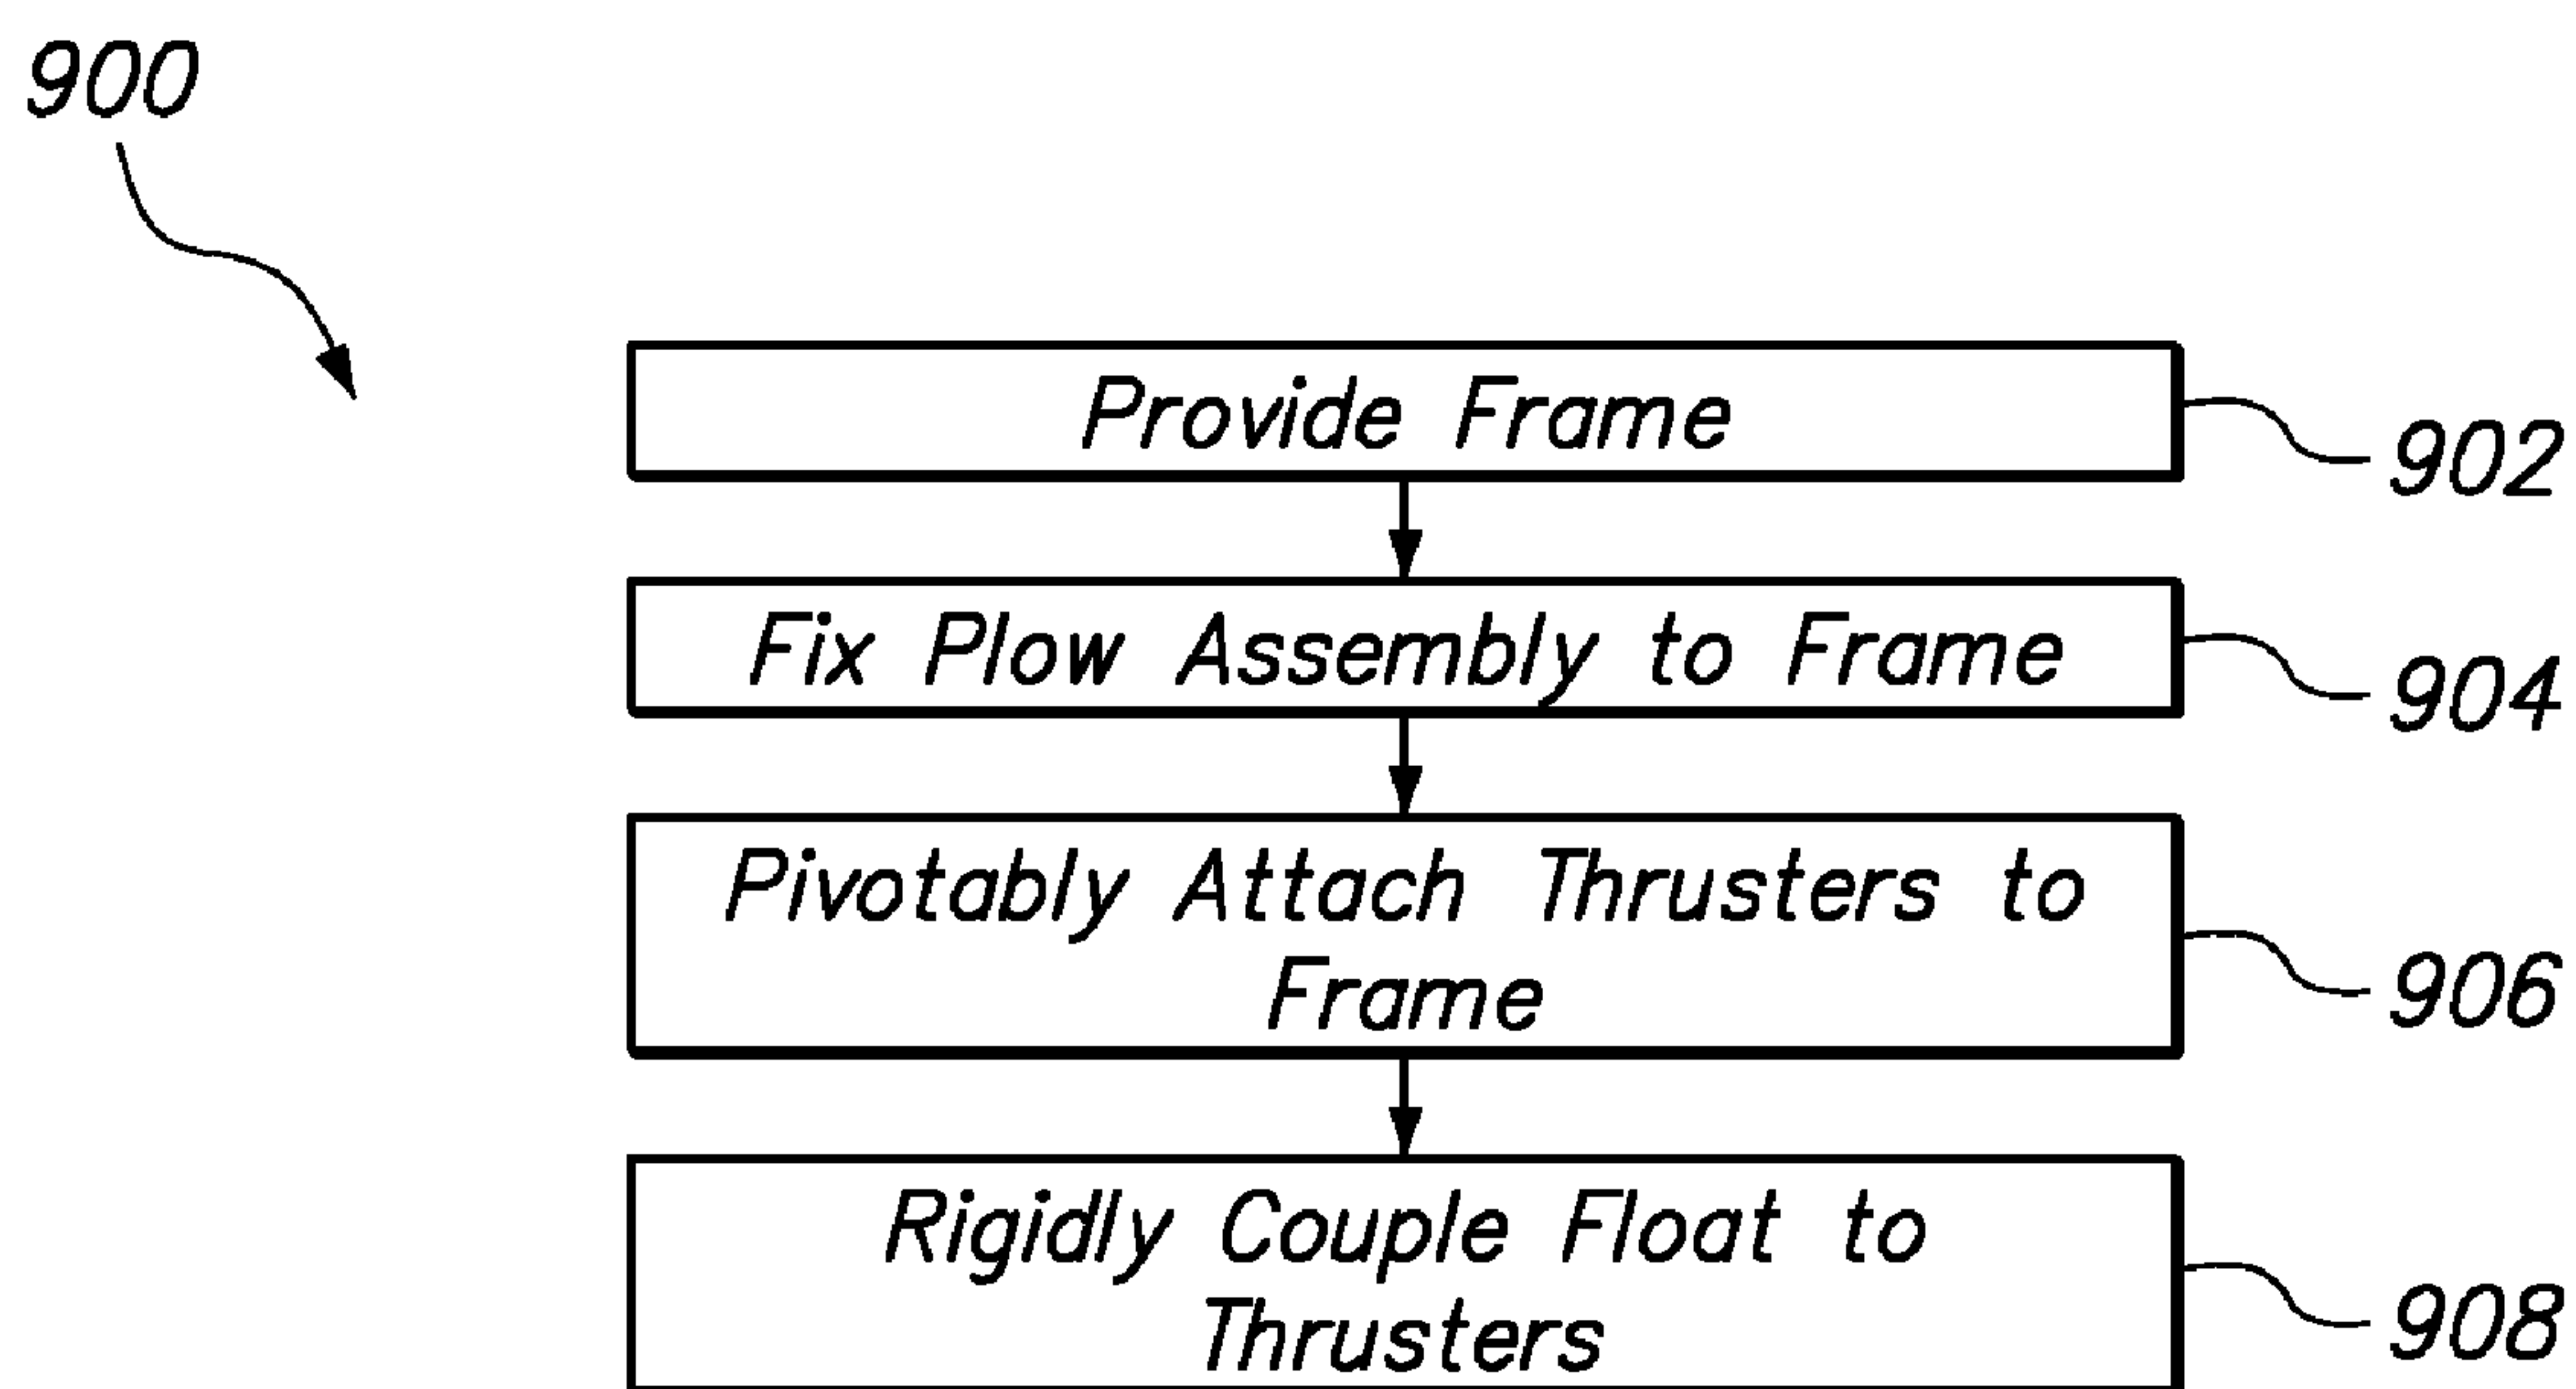 900
Provide Frame
902
Fix Plow Assembly to Frame
904
Pivotably Attach Thrusters to
Frame
906
Rigidly Couple Float to
Thrusters
908